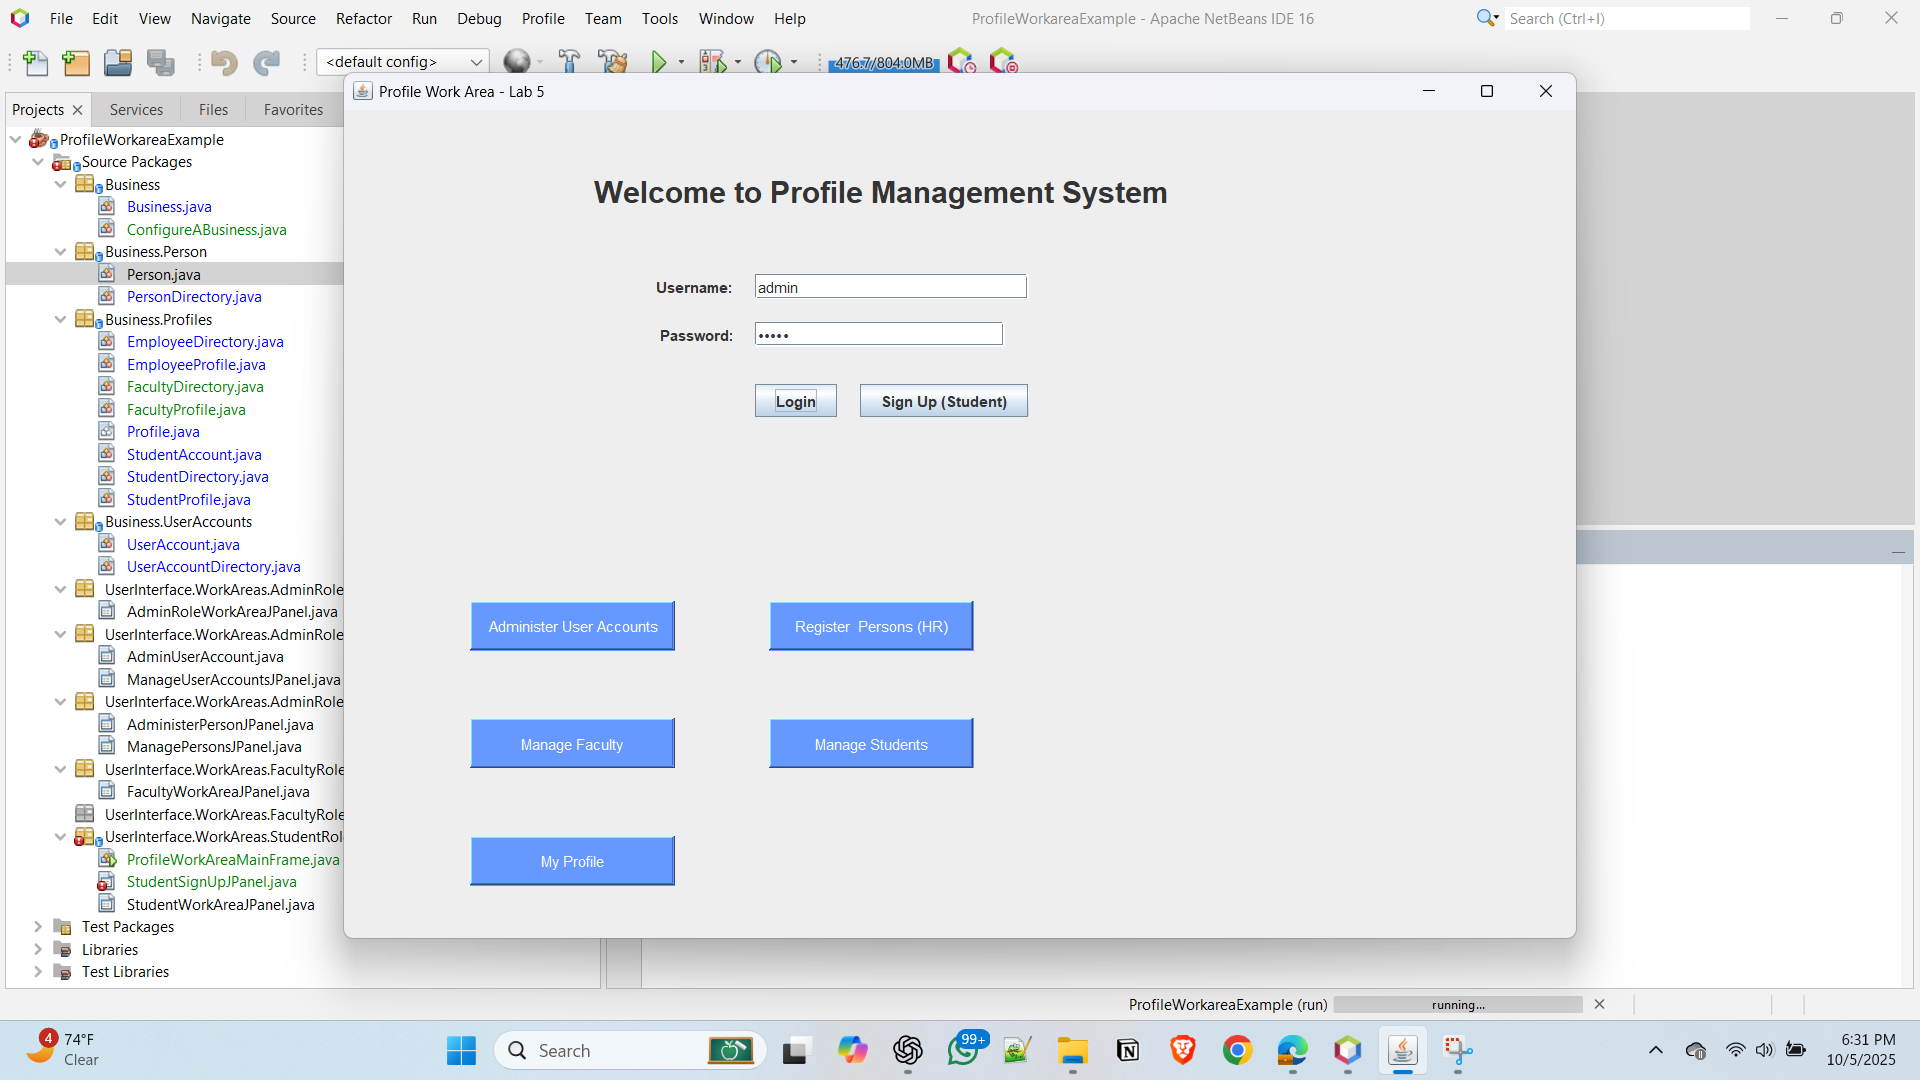 File Edit View Navigate Source Refactor Run Debug Profile Team Tools Window Help
ProfileWorkareaExample - Apache NetBeans IDE 16
Search (Ctrl+I)
<default config>
476.7/804.0MB
Projects Services Files Favorites
ProfileWorkareaExample
Source Packages
Business
Business.java
ConfigureABusiness.java
Business.Person
Person.java
PersonDirectory.java
Business.Profiles
EmployeeDirectory.java
EmployeeProfile.java
FacultyDirectory.java
FacultyProfile.java
Profile.java
StudentAccount.java
StudentDirectory.java
StudentProfile.java
Business.UserAccounts
UserAccount.java
UserAccountDirectory.java
UserInterface.WorkAreas.AdminRole
AdminRoleWorkAreaJPanel.java
UserInterface.WorkAreas.AdminRole
AdminUserAccount.java
ManageUserAccountsJPanel.java
UserInterface.WorkAreas.AdminRole
AdministerPersonJPanel.java
ManagePersonsJPanel.java
UserInterface.WorkAreas.FacultyRole
FacultyWorkAreaJPanel.java
UserInterface.WorkAreas.FacultyRole
UserInterface.WorkAreas.StudentRol
ProfileWorkAreaMainFrame.java
StudentSignUpJPanel.java
StudentWorkAreaJPanel.java
Test Packages
Libraries
Test Libraries
Profile Work Area - Lab 5
Welcome to Profile Management System
Username: admin
Password: •••••
Login Sign Up (Student)
Administer User Accounts Register Persons (HR)
Manage Faculty Manage Students
My Profile
ProfileWorkareaExample (run) running...
4 74°F
Clear
Search
99+
6:31 PM
10/5/2025